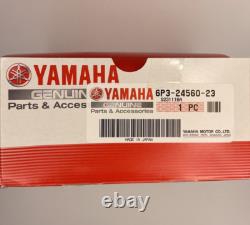 YAMAHA
GENUINE
Parts & Acces
YAMAHA
GENUINE
Parts & Accessories
6P3-24560-23
1 PC
MADE IN JAPAN
YAMAHA MOTOR CO., LTD.